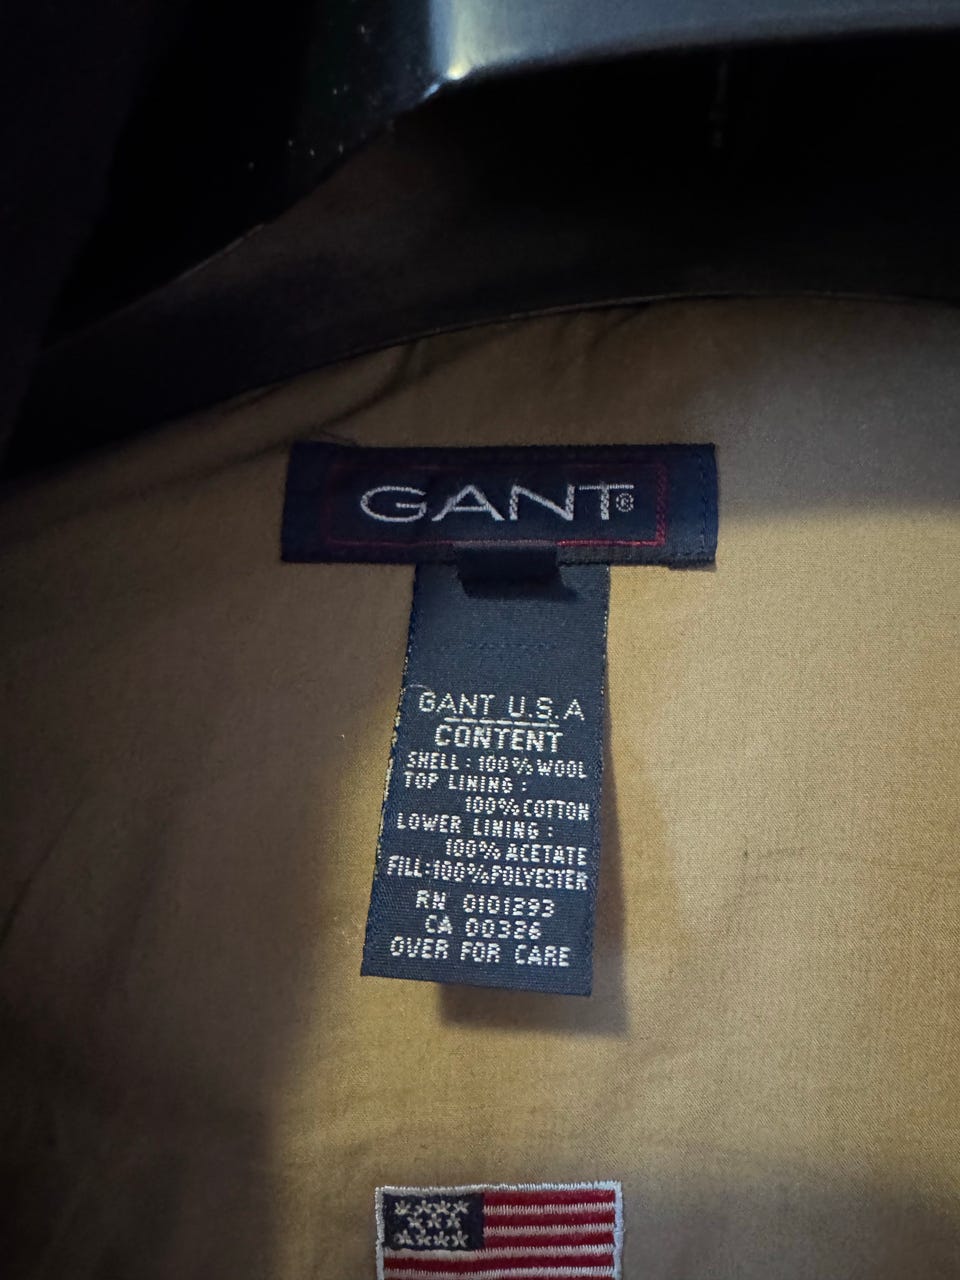 GANT®
GANT U.S.A
CONTENT
SHELL: 100% WOOL
TOP LINING:
100% COTTON
LOWER LINING:
100% ACETATE
FILL: 100% POLYESTER
RN 0101293
CA 00326
OVER FOR CARE